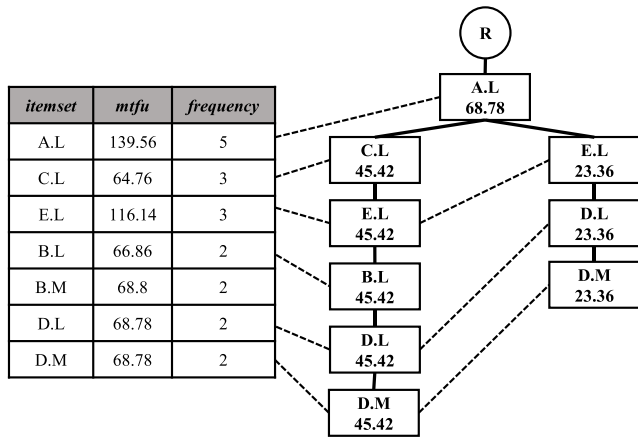 R
A.L
68.78
itemset mtfu frequency
A.L 139.56 5
C.L 64.76 3
E.L 116.14 3
B.L 66.86 2
B.M 68.8 2
D.L 68.78 2
D.M 68.78 2
C.L
45.42
E.L
45.42
B.L
45.42
D.L
45.42
D.M
45.42
E.L
23.36
D.L
23.36
D.M
23.36